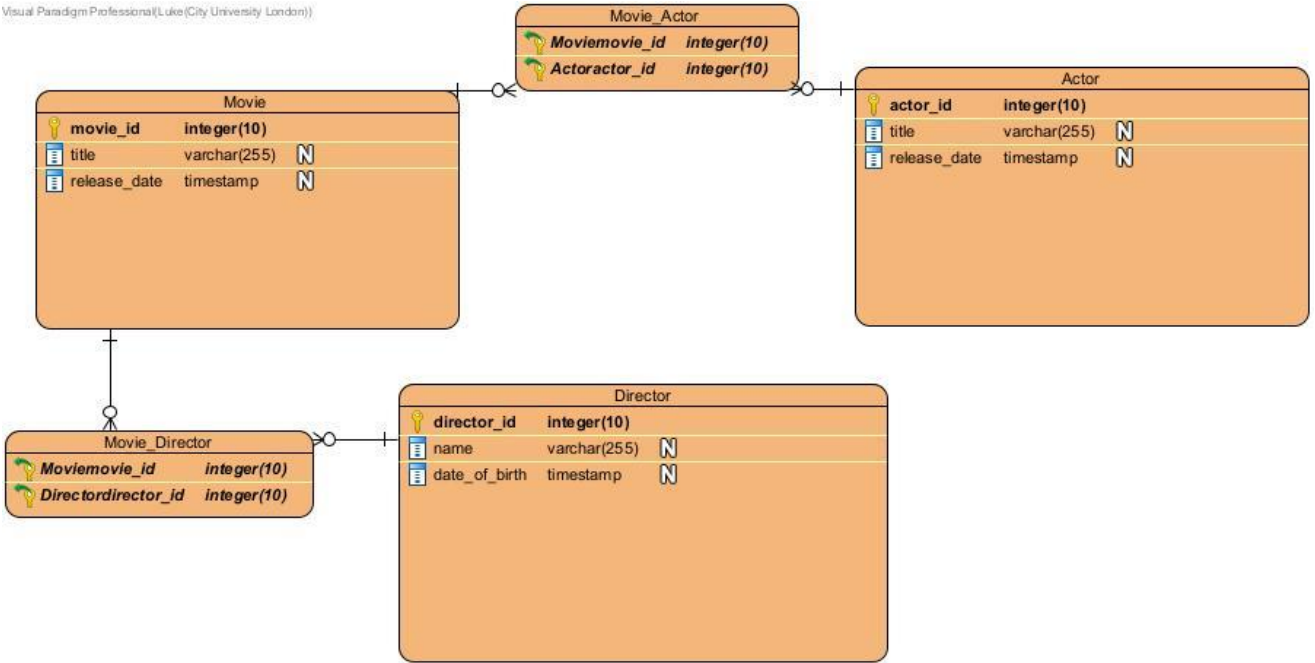 Visual Paradigm Professional(Luke(City University London))
Movie_Actor
Moviemovie_id integer(10)
Actoractor_id integer(10)
Movie
movie_id integer(10)
title varchar(255) N
release_date timestamp N
Actor
actor_id integer(10)
title varchar(255) N
release_date timestamp N
Movie_Director
Moviemovie_id integer(10)
Directordirector_id integer(10)
Director
director_id integer(10)
name varchar(255) N
date_of_birth timestamp N